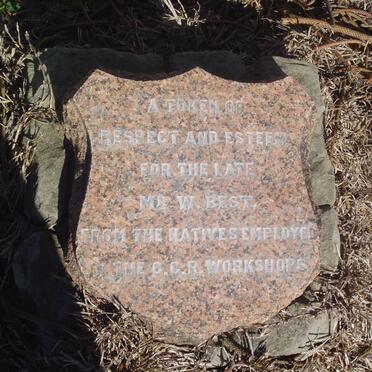 A TOKEN OF
RESPECT AND ESTEEM
FOR THE LATE
MR W. BEST.
FROM THE NATIVES EMPLOYED
THE C.G.R. WORKSHOPS